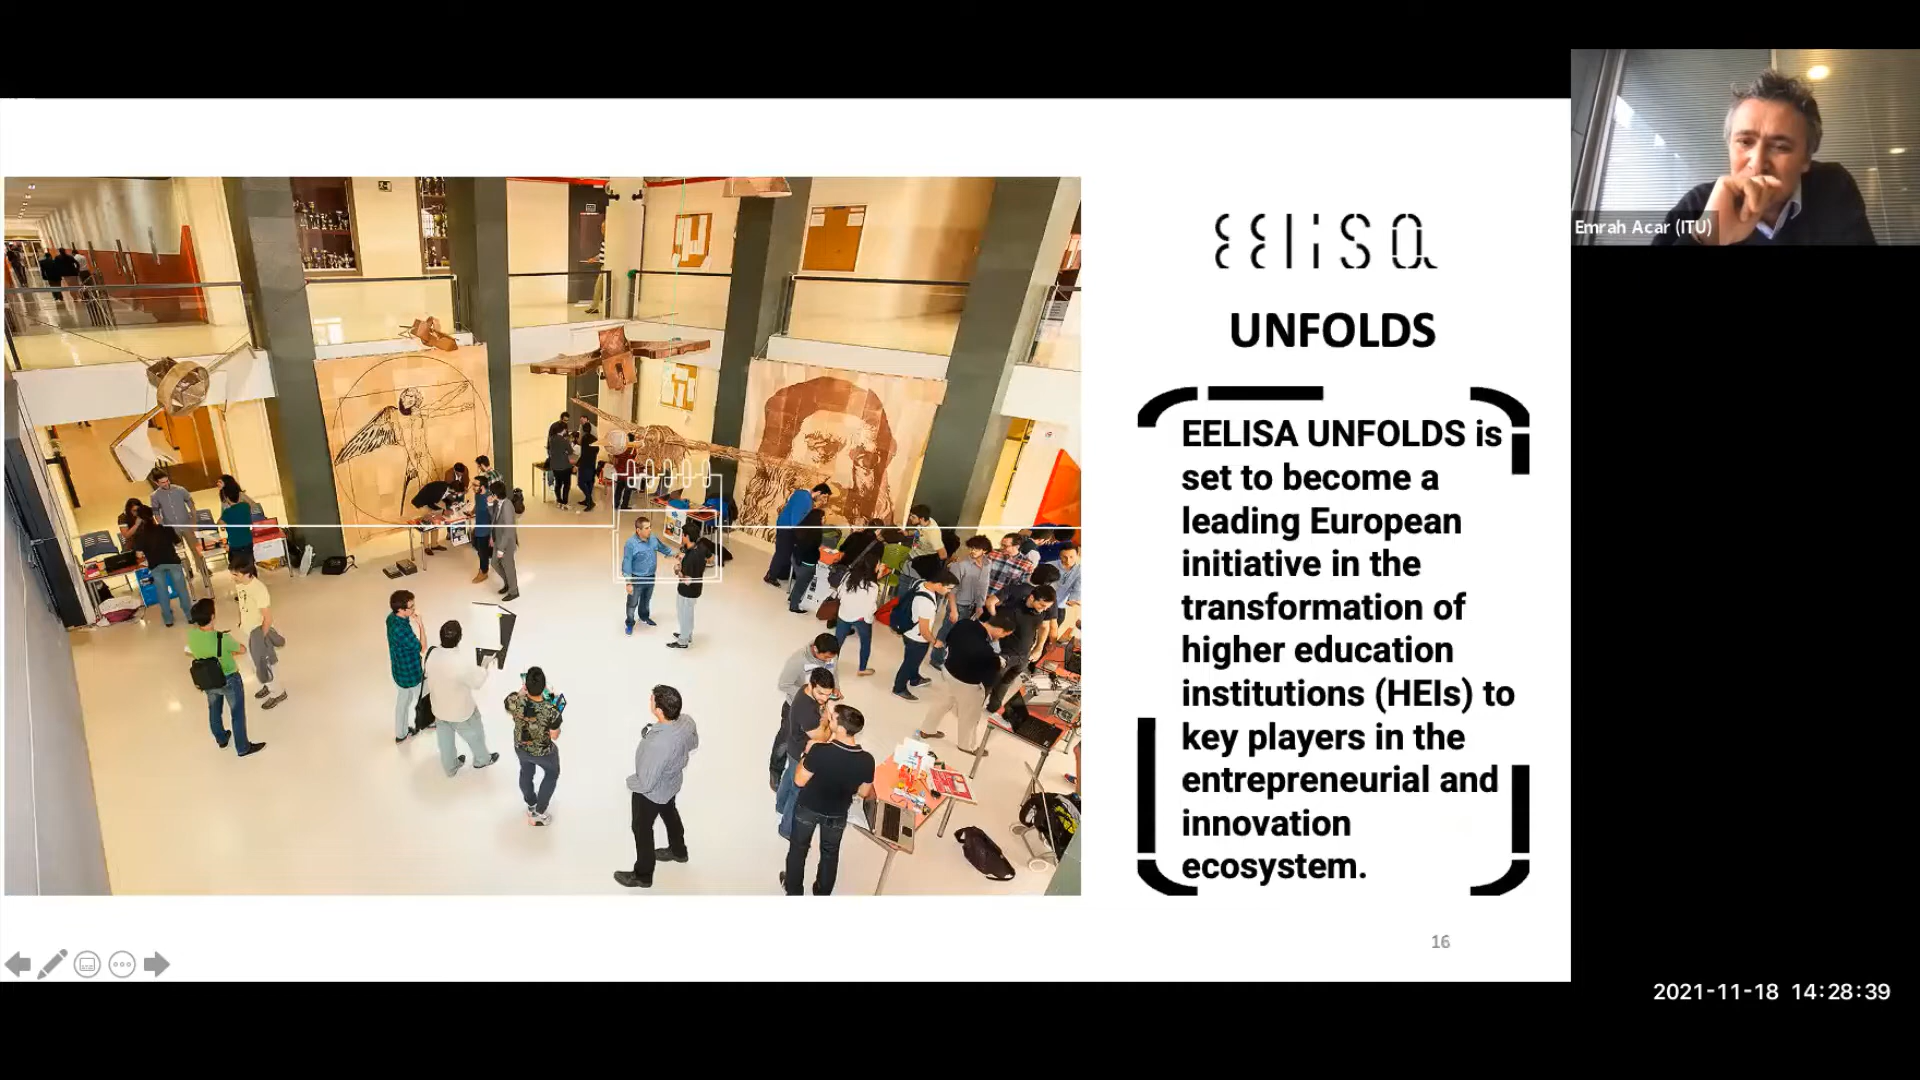 EELISA
UNFOLDS
EELISA UNFOLDS is
set to become a
leading European
initiative in the
transformation of
higher education
institutions (HEIs) to
key players in the
entrepreneurial and
innovation
ecosystem.
16
Emrah Acar (ITU)
2021-11-18 14:28:39